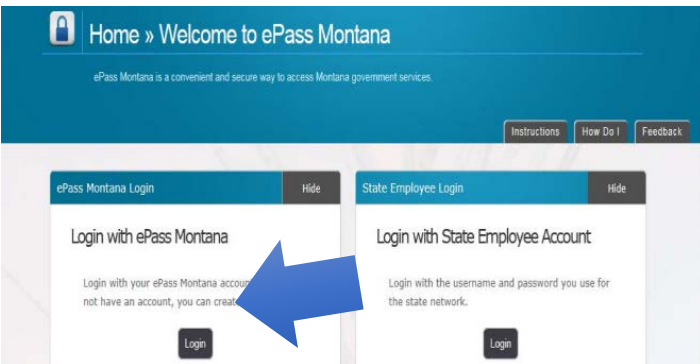 Home » Welcome to ePass Montana
ePass Montana is a convenient and secure way to access Montana government services.
Instructions
How Do I
Feedback
ePass Montana Login
Hide
Login with ePass Montana
Login with your ePass Montana
not have an account, you can
Login
State Employee Login
Hide
Login with State Employee Account
Login with the username and password you use for
the state network.
Login